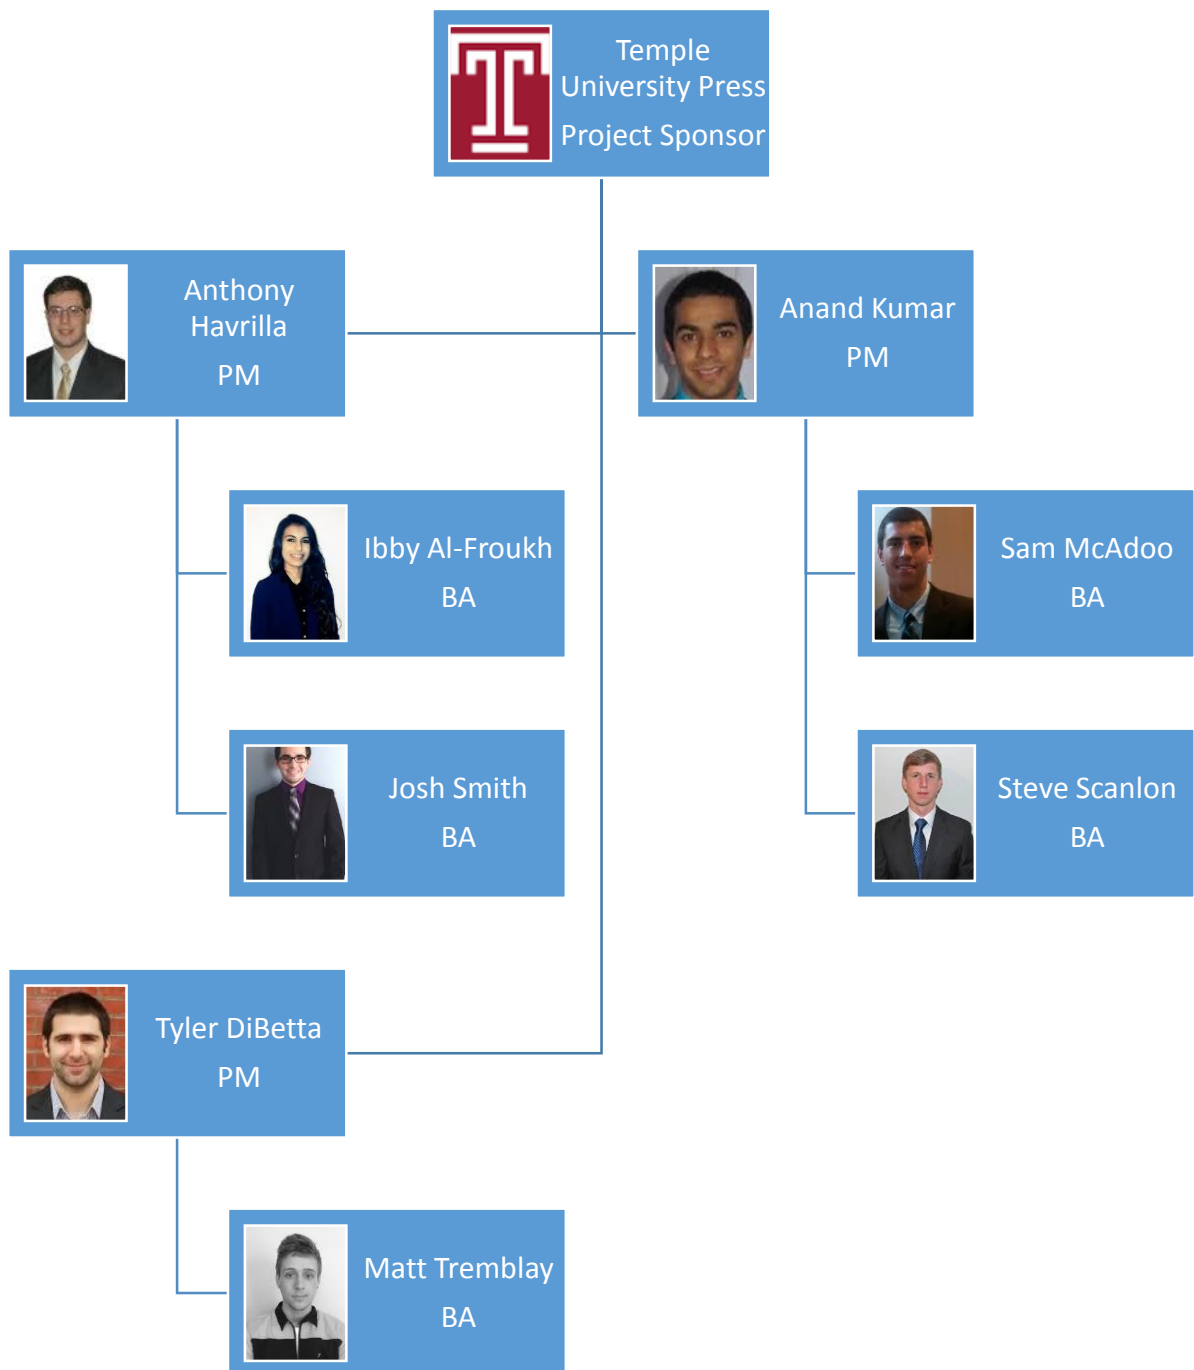 Temple
University Press
Project Sponsor
Anthony
Havrilla
PM
Anand Kumar
PM
Ibby Al-Froukh
BA
Sam McAdoo
BA
Josh Smith
BA
Steve Scanlon
BA
Tyler DiBetta
PM
Matt Tremblay
BA